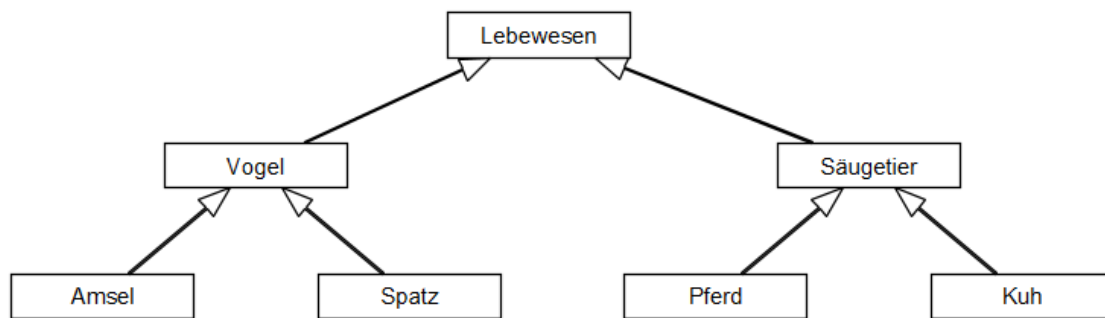 Lebewesen
Vogel
Säugetier
Amsel
Spatz
Pferd
Kuh